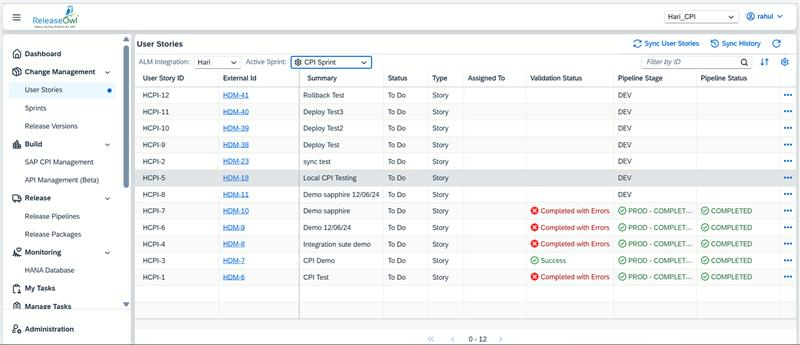 ReleaseOwl
Hari_CPI
rahul
Dashboard
Change Management
User Stories
Sprints
Release Versions
Build
SAP CPI Management
API Management (Beta)
Release
Release Pipelines
Release Packages
Monitoring
HANA Database
My Tasks
Manage Tasks
Administration
User Stories
Sync User Stories
Sync History
ALM Integration: Hari Active Sprint: CPI Sprint
Filter by ID
User Story ID External Id Summary Status Type Assigned To Validation Status Pipeline Stage Pipeline Status
HCPI-12 HDM-41 Rollback Test To Do Story DEV
HCPI-11 HDM-40 Deploy Test3 To Do Story DEV
HCPI-10 HDM-39 Deploy Test2 To Do Story DEV
HCPI-9 HDM-38 Deploy Test To Do Story DEV
HCPI-2 HDM-23 sync test To Do Story DEV
HCPI-5 HDM-18 Local CPI Testing To Do Story DEV
HCPI-8 HDM-11 Demo sapphire 12/06/24 To Do Story DEV
HCPI-7 HDM-10 Demo sapphire To Do Story Completed with Errors PROD - COMPLET... COMPLETED
HCPI-6 HDM-9 Demo 12/06/24 To Do Story Completed with Errors PROD - COMPLET... COMPLETED
HCPI-4 HDM-8 Integration sute demo To Do Story Completed with Errors PROD - COMPLET... COMPLETED
HCPI-3 HDM-7 CPI Demo To Do Story Success PROD - COMPLET... COMPLETED
HCPI-1 HDM-6 CPI Test To Do Story Completed with Errors PROD - COMPLET... COMPLETED
0 - 12